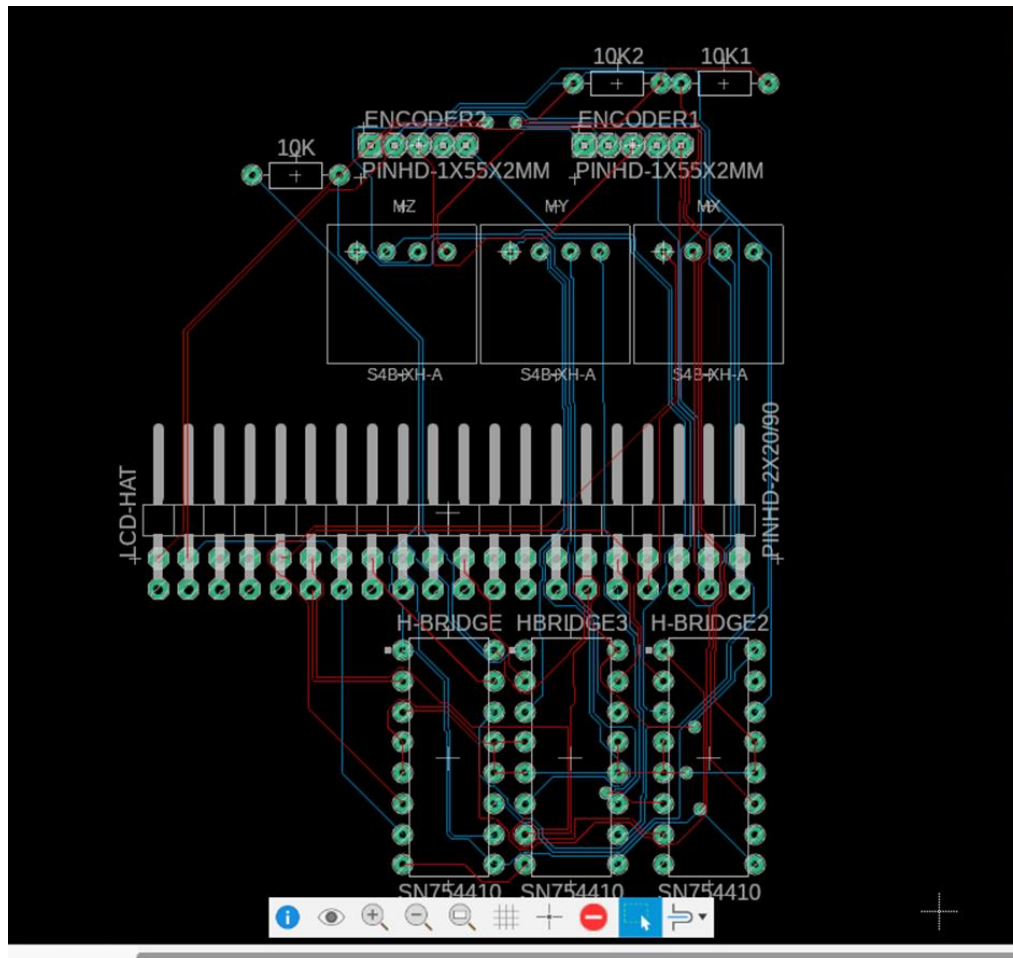 10K2 10K1
ENCODER2 ENCODER1
10K
PINHD-1X55X2MM PINHD-1X55X2MM
MZ MY MX
S4B-XH-A S4B-XH-A S4B-XH-A
LCD-HAT
PINHD-2X20/90
H-BRIDGE HBRIDGE3 H-BRIDGE2
SN754410 SN754410 SN754410